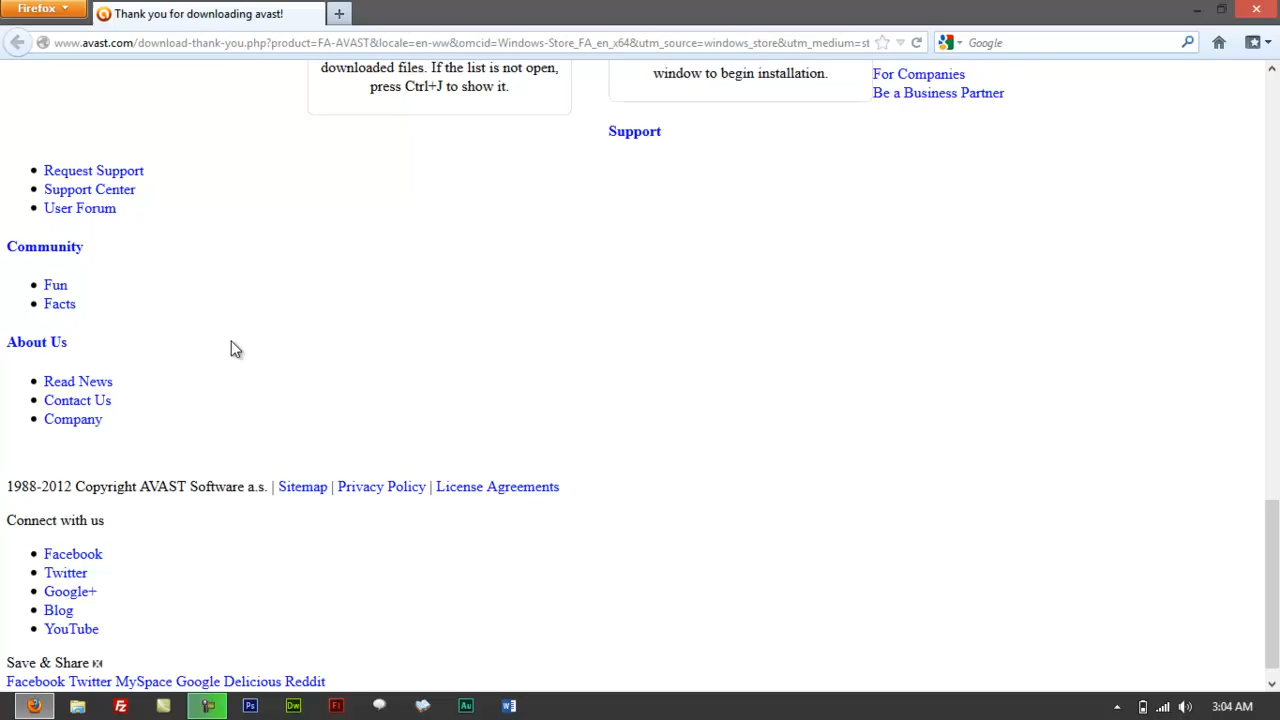 Firefox
Thank you for downloading avast!
www.avast.com/download-thank-you.php?product=FA-AVAST&locale=en-ww&omcid=Windows-Store_FA_en_x64&utm_source=windows_store&utm_medium=st
Google
downloaded files. If the list is not open,
press Ctrl+J to show it.
window to begin installation.
For Companies
Be a Business Partner
Support
Request Support
Support Center
User Forum
Community
Fun
Facts
About Us
Read News
Contact Us
Company
1988-2012 Copyright AVAST Software a.s. | Sitemap | Privacy Policy | License Agreements
Connect with us
Facebook
Twitter
Google+
Blog
YouTube
Save & Share
Facebook Twitter MySpace Google Delicious Reddit
Fz
Ps
Dw
Fl
Au
W
3:04 AM